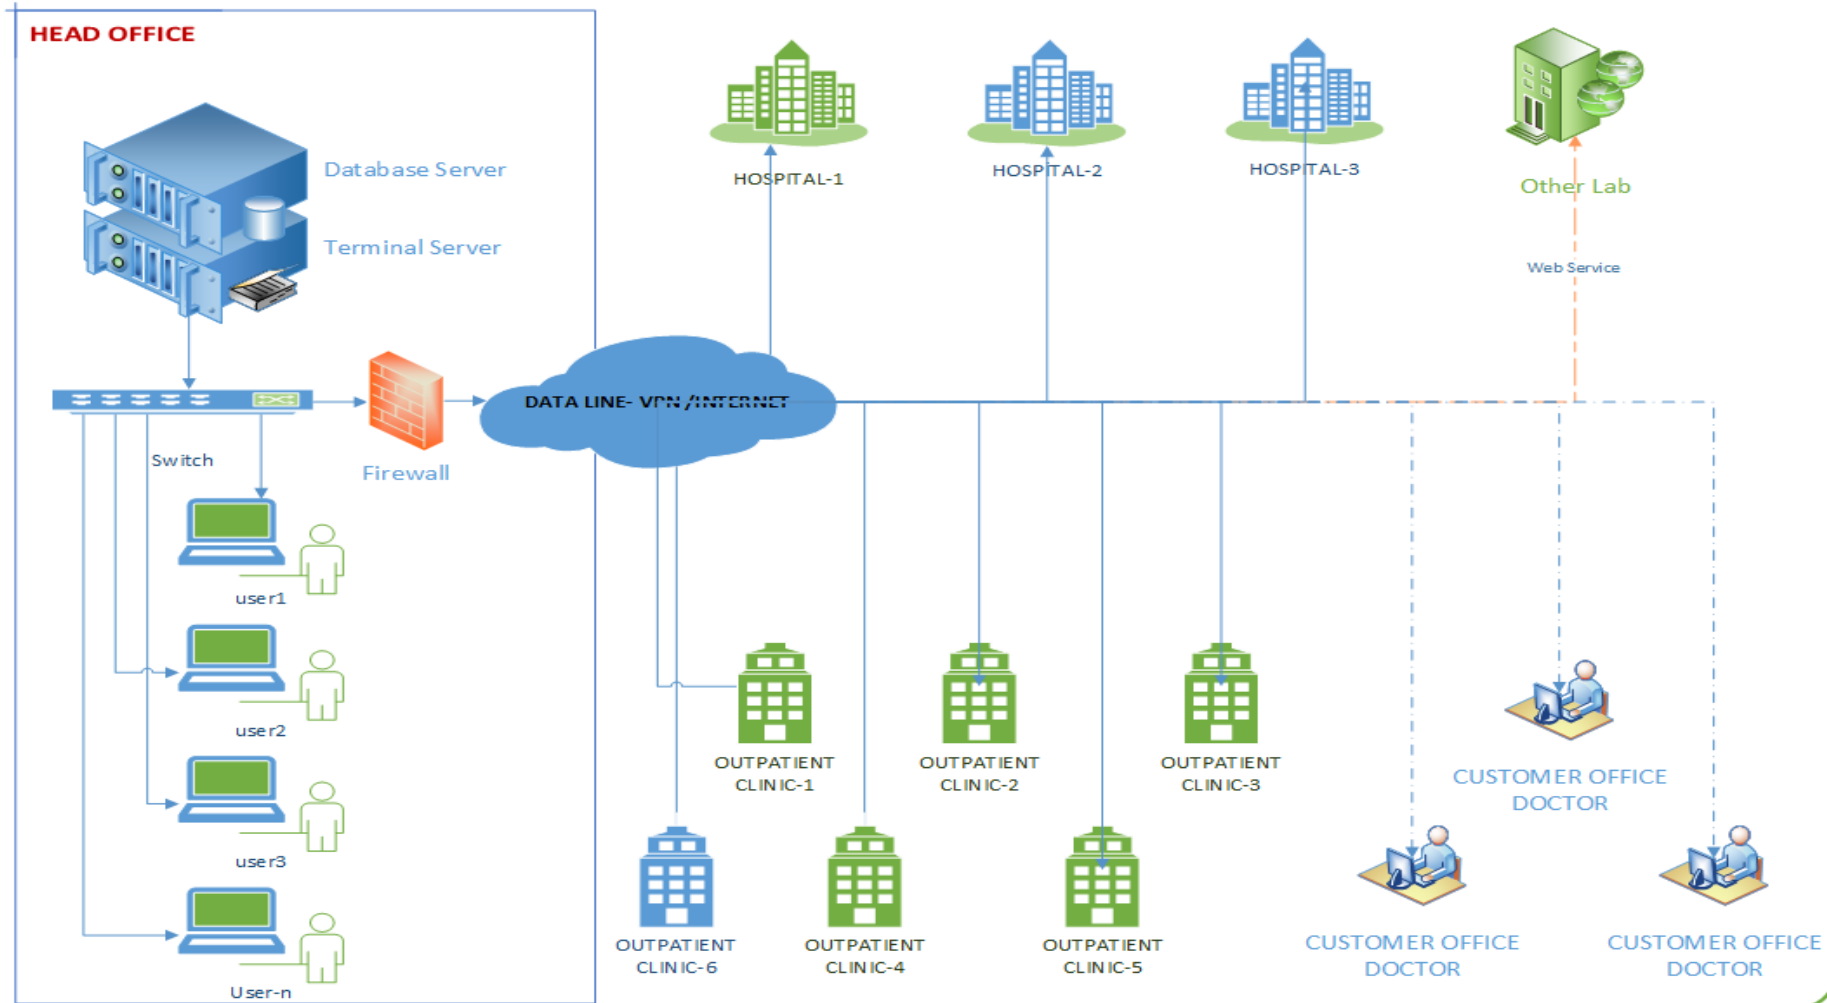 HEAD OFFICE
Database Server
Terminal Server
Switch
Firewall
user1
user2
user3
User-n
DATA LINE- VPN /INTERNET
HOSPITAL-1
HOSPITAL-2
HOSPITAL-3
Other Lab
Web Service
OUTPATIENT
CLINIC-1
OUTPATIENT
CLINIC-2
OUTPATIENT
CLINIC-3
OUTPATIENT
CLINIC-6
OUTPATIENT
CLINIC-4
OUTPATIENT
CLINIC-5
CUSTOMER OFFICE
DOCTOR
CUSTOMER OFFICE
DOCTOR
CUSTOMER OFFICE
DOCTOR